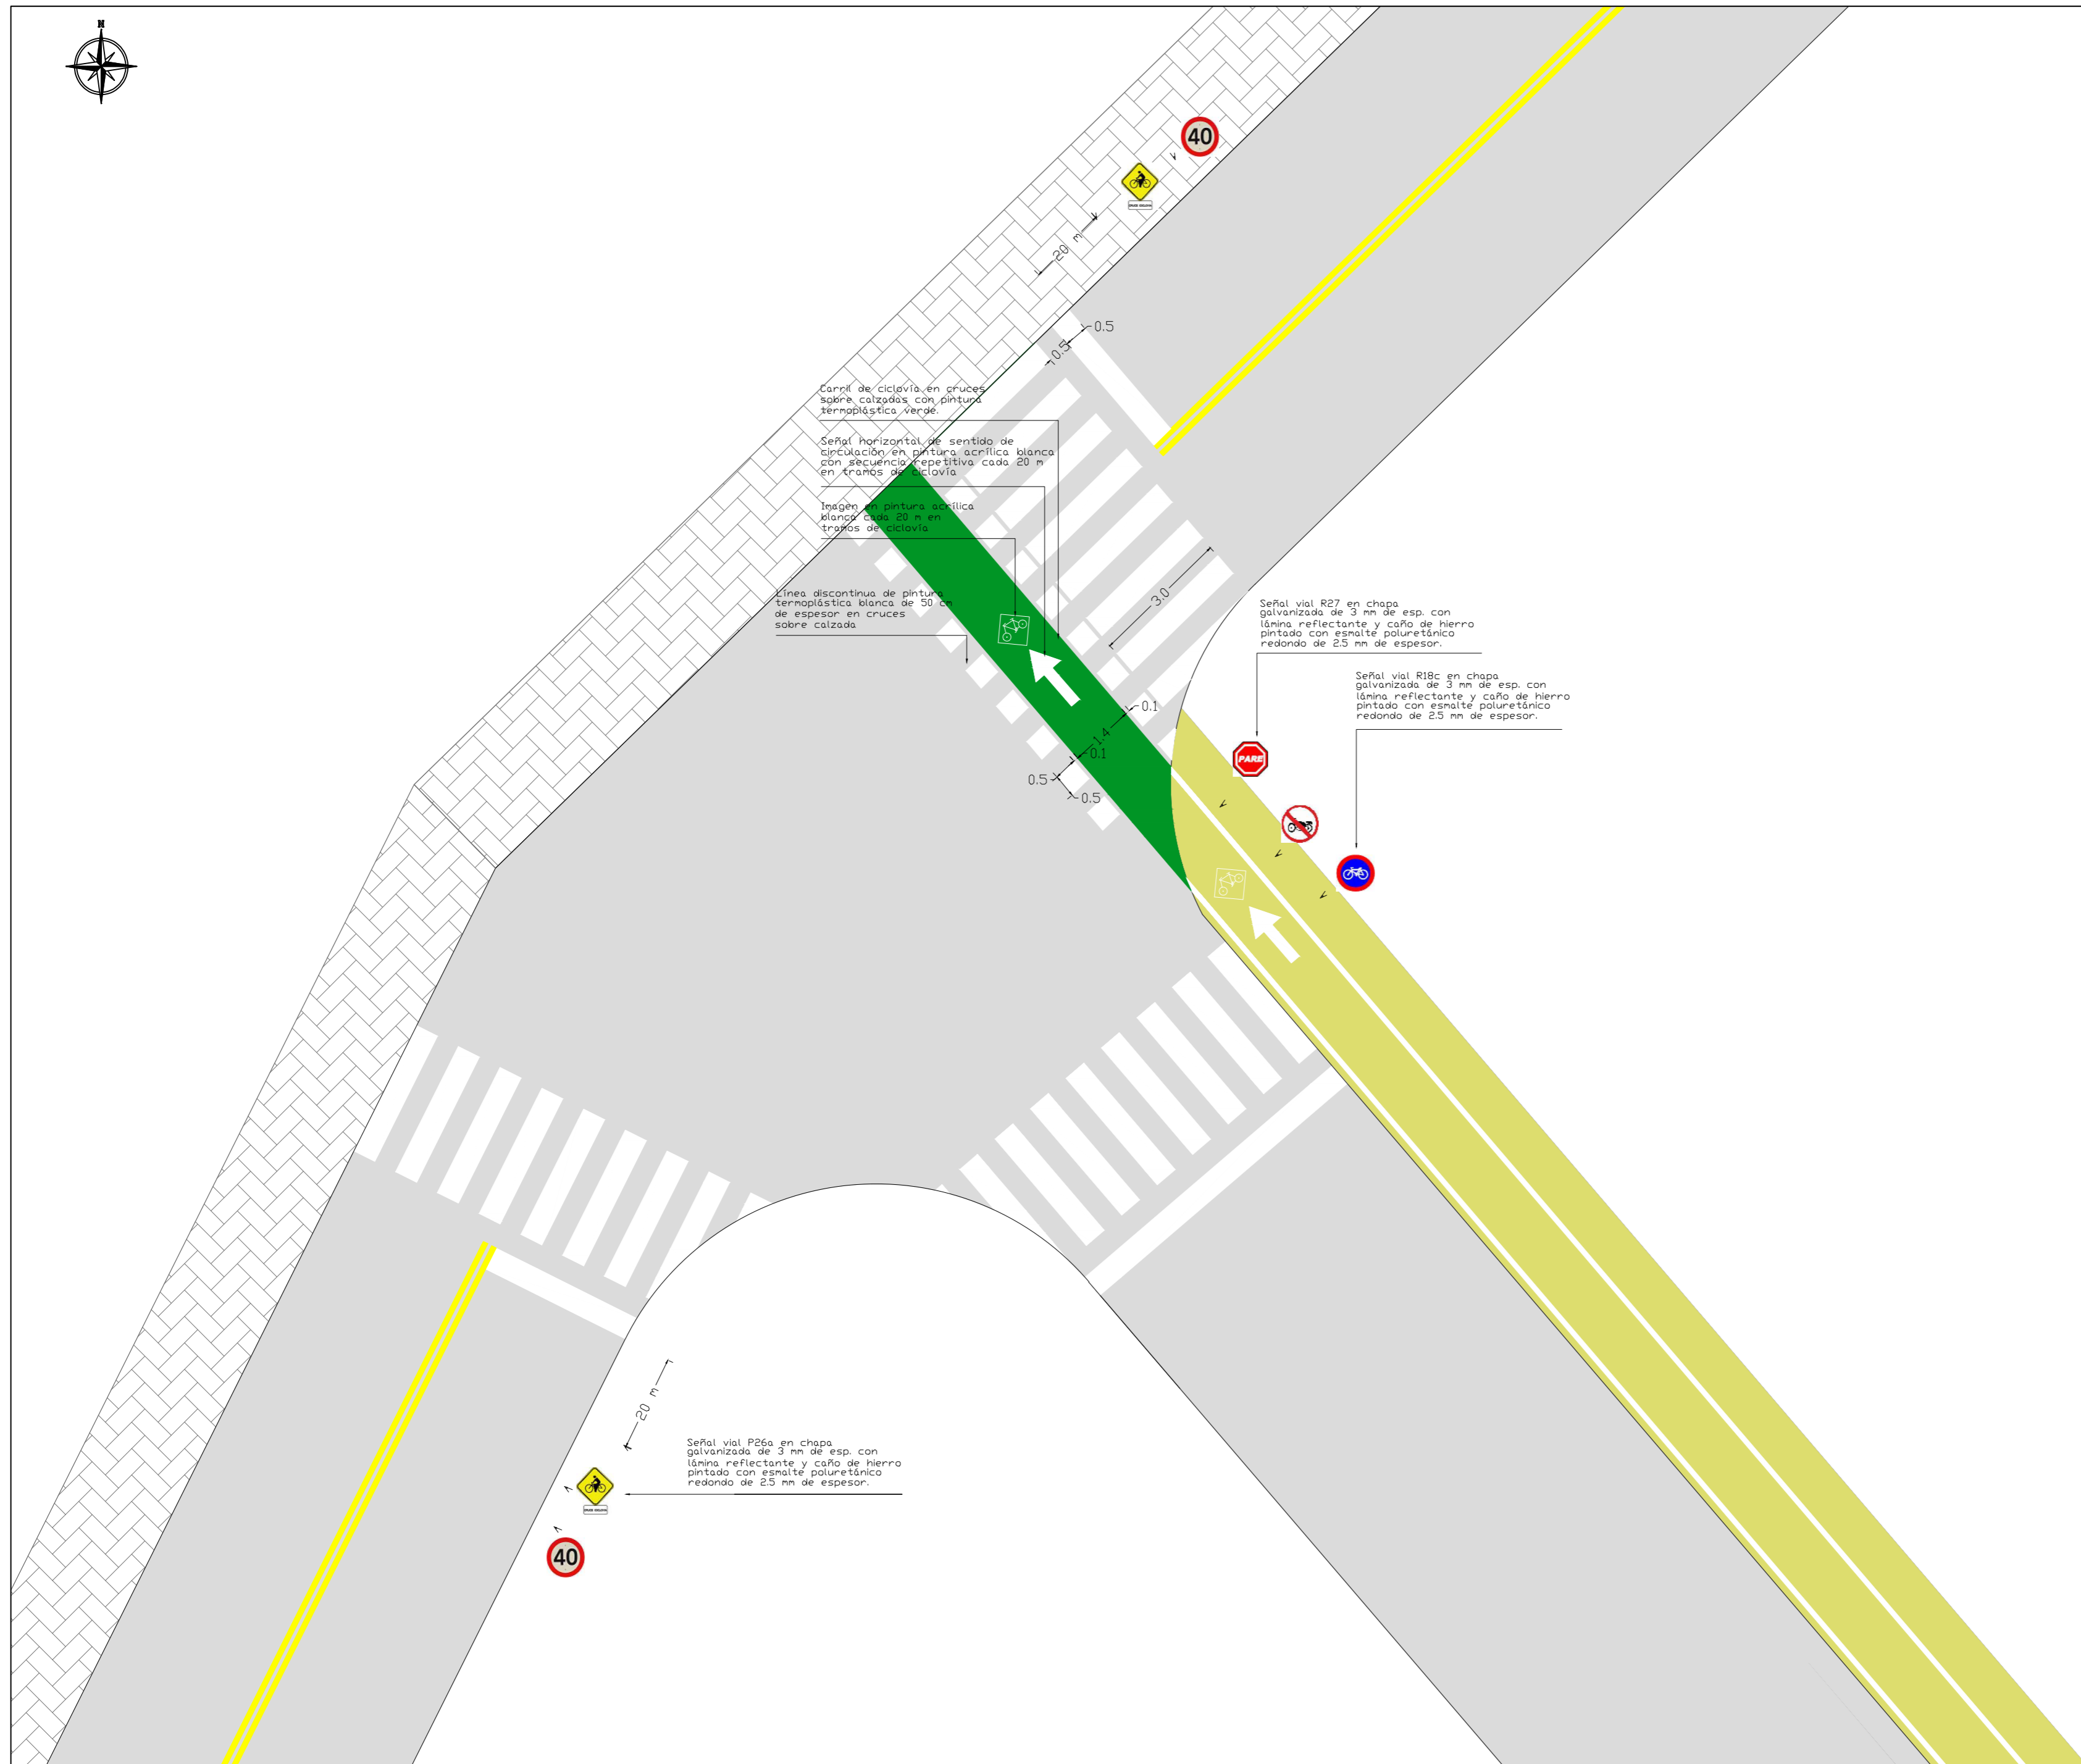 N
40
20 m
0.5
0.5
Carril de ciclovía en cruces
sobre calzadas con pintura
termoplástica verde.
Señal horizontal de sentido de
circulación en pintura acrílica blanca
con secuencia repetitiva cada 20 m
en tramos de ciclovía
Imagen en pintura acrílica
blanca cada 20 m en
tramos de ciclovía
Línea discontinua de pintura
termoplástica blanca de 50 cm
de espesor en cruces
sobre calzada
3.0
Señal vial R27 en chapa
galvanizada de 3 mm de esp. con
lámina reflectante y caño de hierro
pintado con esmalte poluretánico
redondo de 2.5 mm de espesor.
Señal vial R18c en chapa
galvanizada de 3 mm de esp. con
lámina reflectante y caño de hierro
pintado con esmalte poluretánico
redondo de 2.5 mm de espesor.
0.1
1.4
0.1
0.5
0.5
PARE
20 m
Señal vial P26a en chapa
galvanizada de 3 mm de esp. con
lámina reflectante y caño de hierro
pintado con esmalte poluretánico
redondo de 2.5 mm de espesor.
40